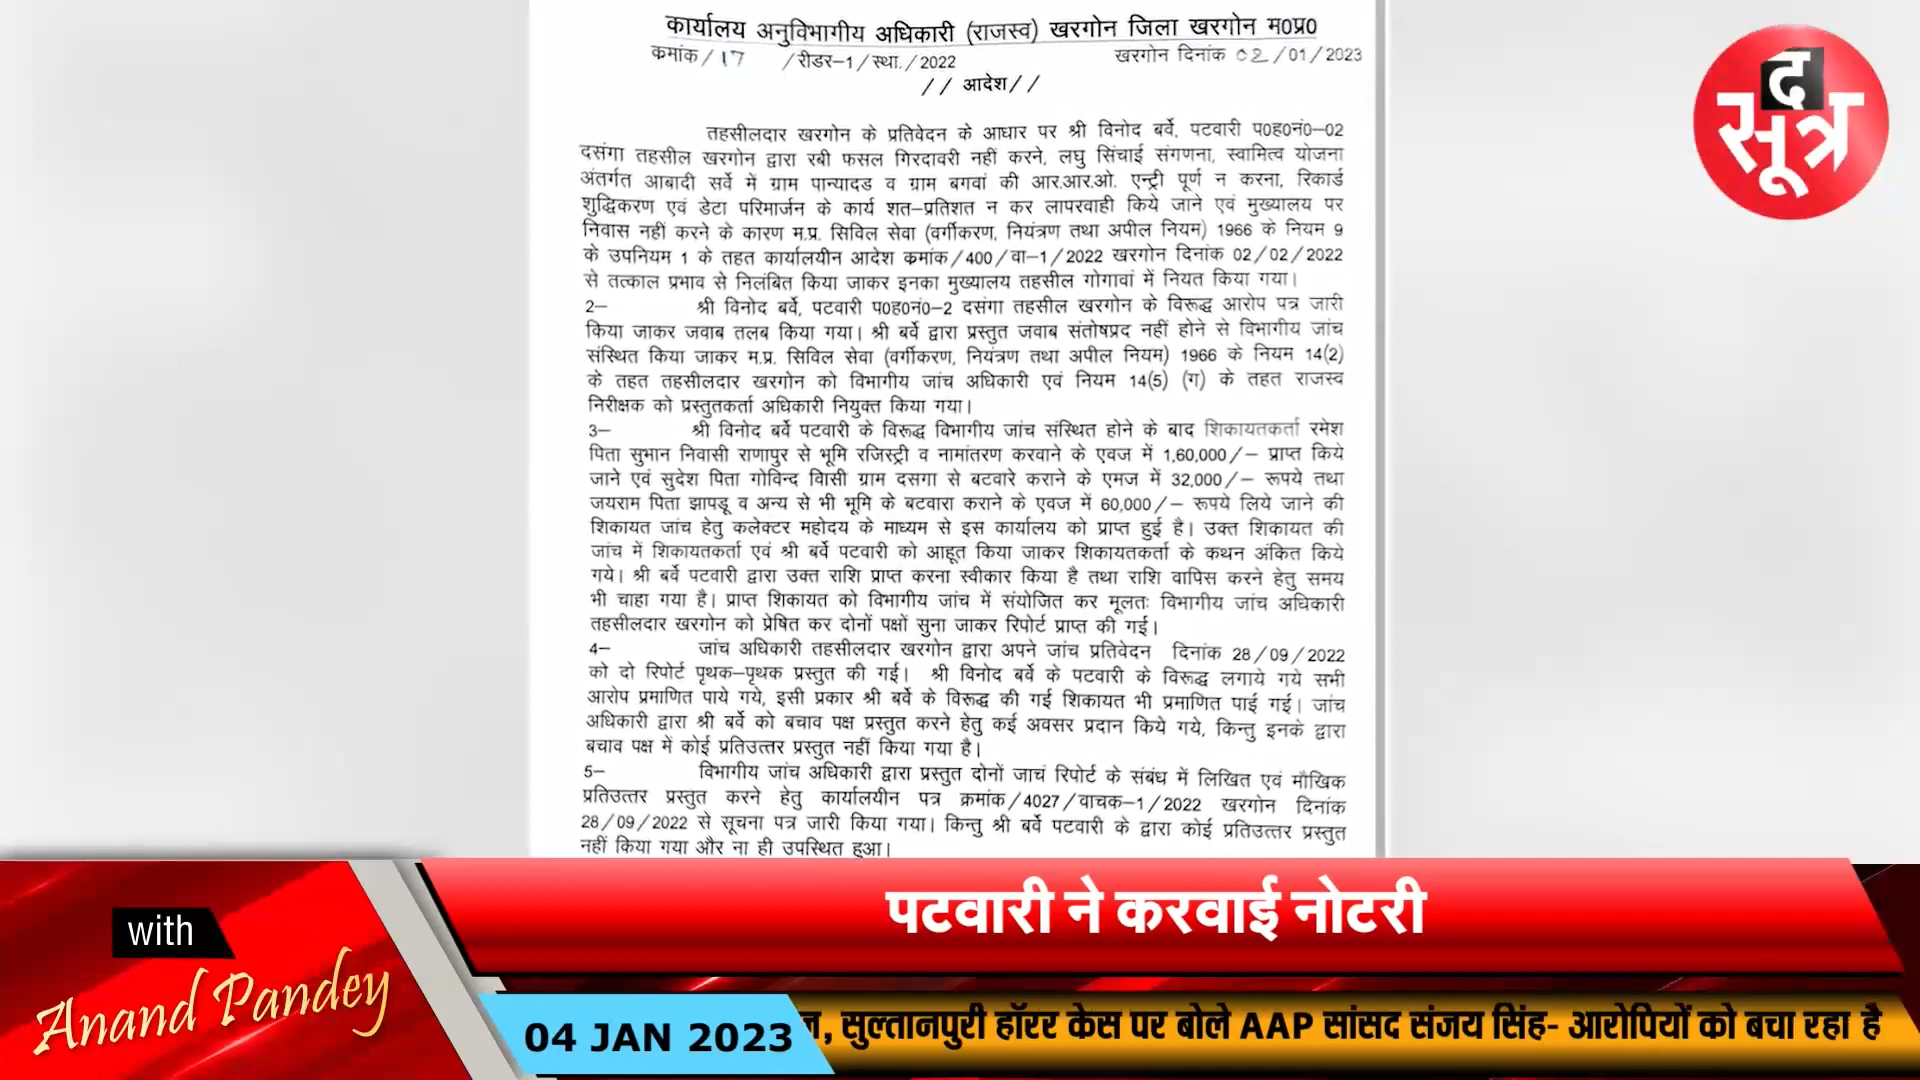 कार्यालय अनुविभागीय अधिकारी (राजस्व) खरगोन जिला खरगोन म0प्र0
क्रमांक/17 /रीडर-1/स्था./2022 खरगोन दिनांक 02/01/2023
// आदेश//
तहसीलदार खरगोन के प्रतिवेदन के आधार पर श्री विनोद बर्वे, पटवारी प0ह0नं0-02
दसंगा तहसील खरगोन द्वारा रबी फसल गिरदावरी नहीं करने, लघु सिंचाई संगणना, स्वामित्व योजना
अंतर्गत आबादी सर्वे में ग्राम पान्यादड व ग्राम बगवां की आर.आर.ओ. एन्ट्री पूर्ण न करना, रिकार्ड
शुद्धिकरण एवं डेटा परिमार्जन के कार्य शत-प्रतिशत न कर लापरवाही किये जाने एवं मुख्यालय पर
निवास नहीं करने के कारण म.प्र. सिविल सेवा (वर्गीकरण, नियंत्रण तथा अपील नियम) 1966 के नियम 9
के उपनियम 1 के तहत कार्यालयीन आदेश क्रमांक/400/वा-1/2022 खरगोन दिनांक 02/02/2022
से तत्काल प्रभाव से निलंबित किया जाकर इनका मुख्यालय तहसील गोगावां में नियत किया गया।
2- श्री विनोद बर्वे, पटवारी प0ह0नं0-2 दसंगा तहसील खरगोन के विरूद्ध आरोप पत्र जारी
किया जाकर जवाब तलब किया गया। श्री बर्वे द्वारा प्रस्तुत जवाब संतोषप्रद नहीं होने से विभागीय जांच
संस्थित किया जाकर म.प्र. सिविल सेवा (वर्गीकरण, नियंत्रण तथा अपील नियम) 1966 के नियम 14(2)
के तहत तहसीलदार खरगोन को विभागीय जांच अधिकारी एवं नियम 14(5) (ग) के तहत राजस्व
निरीक्षक को प्रस्तुतकर्ता अधिकारी नियुक्त किया गया।
3- श्री विनोद बर्वे पटवारी के विरूद्ध विभागीय जांच संस्थित होने के बाद शिकायतकर्ता रमेश
पिता सुभान निवासी राणापुर से भूमि रजिस्ट्री व नामांतरण करवाने के एवज में 1,60,000/- प्राप्त किये
जाने एवं सुदेश पिता गोविन्द विासी ग्राम दसगा से बटवारे कराने के एमज में 32,000/- रूपये तथा
जयराम पिता झापडू व अन्य से भी भूमि के बटवारा कराने के एवज में 60,000/- रूपये लिये जाने की
शिकायत जांच हेतु कलेक्टर महोदय के माध्यम से इस कार्यालय को प्राप्त हुई है। उक्त शिकायत की
जांच में शिकायतकर्ता एवं श्री बर्वे पटवारी को आहूत किया जाकर शिकायतकर्ता के कथन अंकित किये
गये। श्री बर्वे पटवारी द्वारा उक्त राशि प्राप्त करना स्वीकार किया है तथा राशि वापिस करने हेतु समय
भी चाहा गया है। प्राप्त शिकायत को विभागीय जांच में संयोजित कर मूलतः विभागीय जांच अधिकारी
तहसीलदार खरगोन को प्रेषित कर दोनों पक्षों सुना जाकर रिपोर्ट प्राप्त की गई।
4- जांच अधिकारी तहसीलदार खरगोन द्वारा अपने जांच प्रतिवेदन दिनांक 28/09/2022
को दो रिपोर्ट पृथक-पृथक प्रस्तुत की गई। श्री विनोद बर्वे के पटवारी के विरूद्ध लगाये गये सभी
आरोप प्रमाणित पाये गये, इसी प्रकार श्री बर्वे के विरूद्ध की गई शिकायत भी प्रमाणित पाई गई। जांच
अधिकारी द्वारा श्री बर्वे को बचाव पक्ष प्रस्तुत करने हेतु कई अवसर प्रदान किये गये, किन्तु इनके द्वारा
बचाव पक्ष में कोई प्रतिउत्तर प्रस्तुत नहीं किया गया है।
5- विभागीय जांच अधिकारी द्वारा प्रस्तुत दोनों जाचं रिपोर्ट के संबंध में लिखित एवं मौखिक
प्रतिउत्तर प्रस्तुत करने हेतु कार्यालयीन पत्र क्रमांक/4027/वाचक-1/2022 खरगोन दिनांक
28/09/2022 से सूचना पत्र जारी किया गया। किन्तु श्री बर्वे पटवारी के द्वारा कोई प्रतिउत्तर प्रस्तुत
नहीं किया गया और ना ही उपस्थित हुआ।
द
सूत्र
पटवारी ने करवाई नोटरी
with
Anand Pandey
04 JAN 2023
, सुल्तानपुरी हॉरर केस पर बोले AAP सांसद संजय सिंह- आरोपियों को बचा रहा है